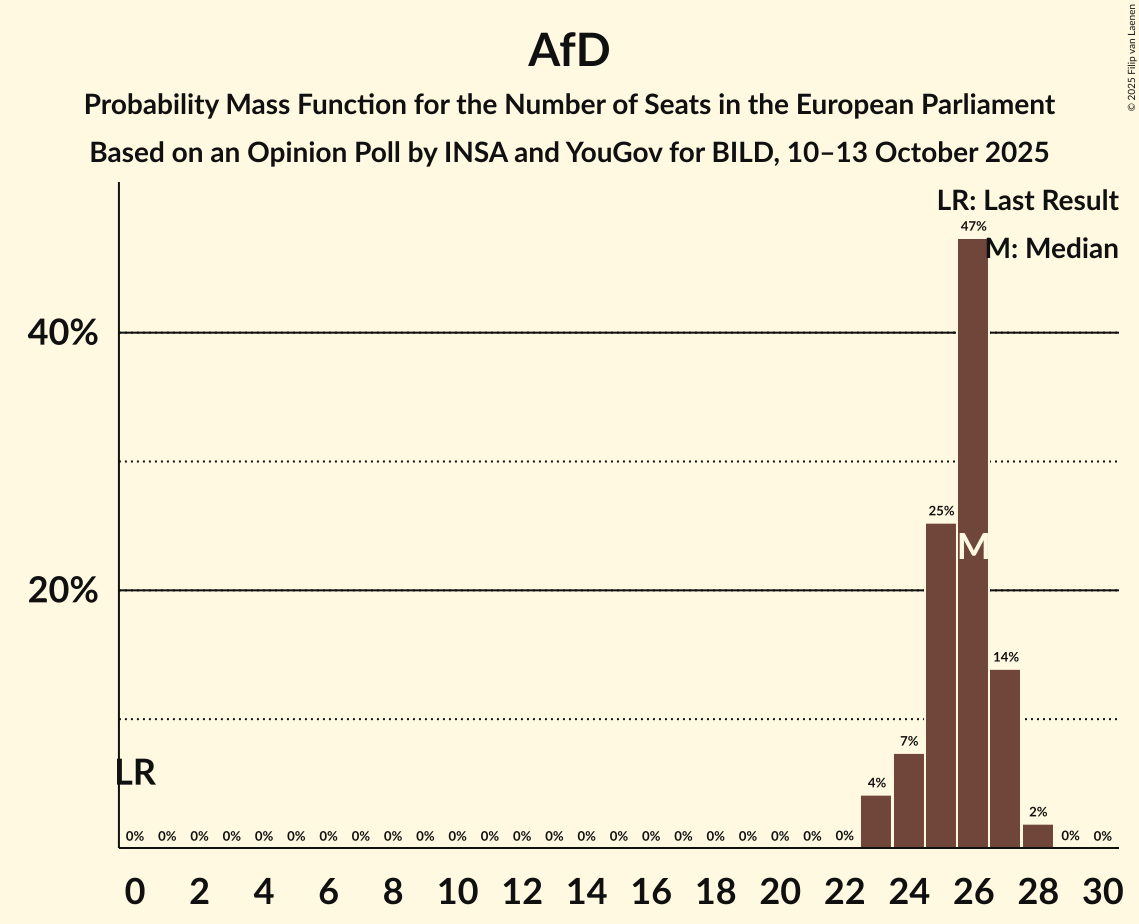 AfD
Probability Mass Function for the Number of Seats in the European Parliament
Based on an Opinion Poll by INSA and YouGov for BILD, 10–13 October 2025
© 2025 Filip van Laenen
LR: Last Result
M: Median
47%
40%
25%
M
20%
14%
7%
LR
4%
2%
0% 0% 0% 0% 0% 0% 0% 0% 0% 0% 0% 0% 0% 0% 0% 0% 0% 0% 0% 0% 0% 0% 0% 0% 0%
0 2 4 6 8 10 12 14 16 18 20 22 24 26 28 30